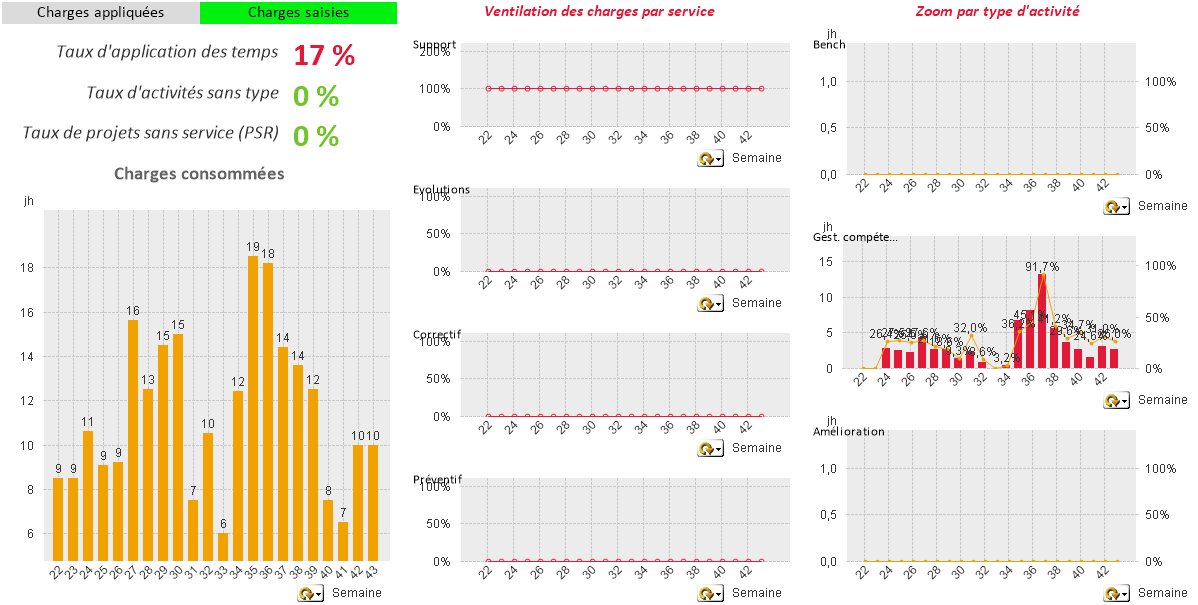 Charges appliquées
Charges saisies
Taux d'application des temps 17 %
Taux d'activités sans type 0 %
Taux de projets sans service (PSR) 0 %
Charges consommées
jh
18
16
14
12
10
8
6
9 9 11 9 9 16 13 15 15 7 10 6 12 19 18 14 14 12 8 7 10 10
22 23 24 25 26 27 28 29 30 31 32 33 34 35 36 37 38 39 40 41 42 43
Semaine
Ventilation des charges par service
Support
200%
100%
0%
22 24 26 28 30 32 34 36 38 40 42
Semaine
Evolutions
100%
50%
0%
22 24 26 28 30 32 34 36 38 40 42
Semaine
Correctif
100%
50%
0%
22 24 26 28 30 32 34 36 38 40 42
Semaine
Préventif
100%
50%
0%
22 24 26 28 30 32 34 36 38 40 42
Semaine
Zoom par type d'activité
jh
Bench
1,0 100%
0,5 50%
0,0 0%
22 24 26 28 30 32 34 36 38 40 42
Semaine
jh
Gest. compéte...
15 100%
10 50%
5
0 0%
32,0% 3,2% 36,2% 91,7%
22 24 26 28 30 32 34 36 38 40 42
Semaine
jh
Amélioration
1,0 100%
0,5 50%
0,0 0%
22 24 26 28 30 32 34 36 38 40 42
Semaine